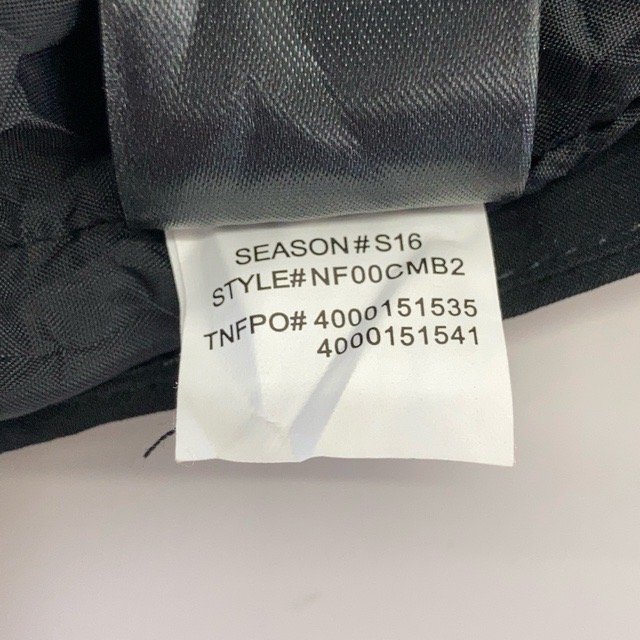 SEASON#S16
STYLE#NF00CMB2
TNFPO# 4000151535
4000151541